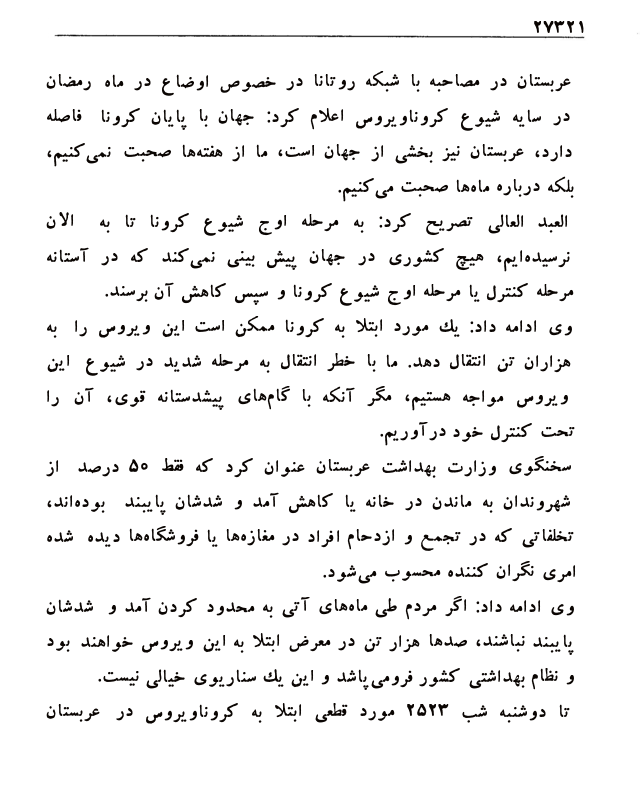 ۲۷۳۲۱
عربستان در مصاحبه با شبکه روتانا در خصوص اوضاع در ماه رمضان
در سایه شیوع کروناویروس اعلام کرد: جهان با پایان کرونا فاصله
دارد، عربستان نیز بخشی از جهان است، ما از هفته‌ها صحبت نمی‌کنیم،
بلکه درباره ماه‌ها صحبت می‌کنیم.
العبد العالی تصریح کرد: به مرحله اوج شیوع کرونا تا به الآن
نرسیده‌ایم، هیچ کشوری در جهان پیش بینی نمی‌کند که در آستانه
مرحله کنترل یا مرحله اوج شیوع کرونا و سپس کاهش آن برسند.
وی ادامه داد: یك مورد ابتلا به کرونا ممکن است این ویروس را به
هزاران تن انتقال دهد. ما با خطر انتقال به مرحله شدید در شیوع این
ویروس مواجه هستیم، مگر آنکه با گام‌های پیشدستانه قوی، آن را
تحت کنترل خود درآوریم.
سخنگوی وزارت بهداشت عربستان عنوان کرد که فقط ۵۰ درصد از
شهروندان به ماندن در خانه یا کاهش آمد و شدشان پایبند بوده‌اند،
تخلفاتی که در تجمع و ازدحام افراد در مغازه‌ها یا فروشگاه‌ها دیده شده
امری نگران کننده محسوب می‌شود.
وی ادامه داد: اگر مردم طی ماه‌های آتی به محدود کردن آمد و شدشان
پایبند نباشند، صدها هزار تن در معرض ابتلا به این ویروس خواهند بود
و نظام بهداشتی کشور فرومی‌پاشد و این یك سناریوی خیالی نیست.
تا دوشنبه شب ۲۵۲۳ مورد قطعی ابتلا به کروناویروس در عربستان